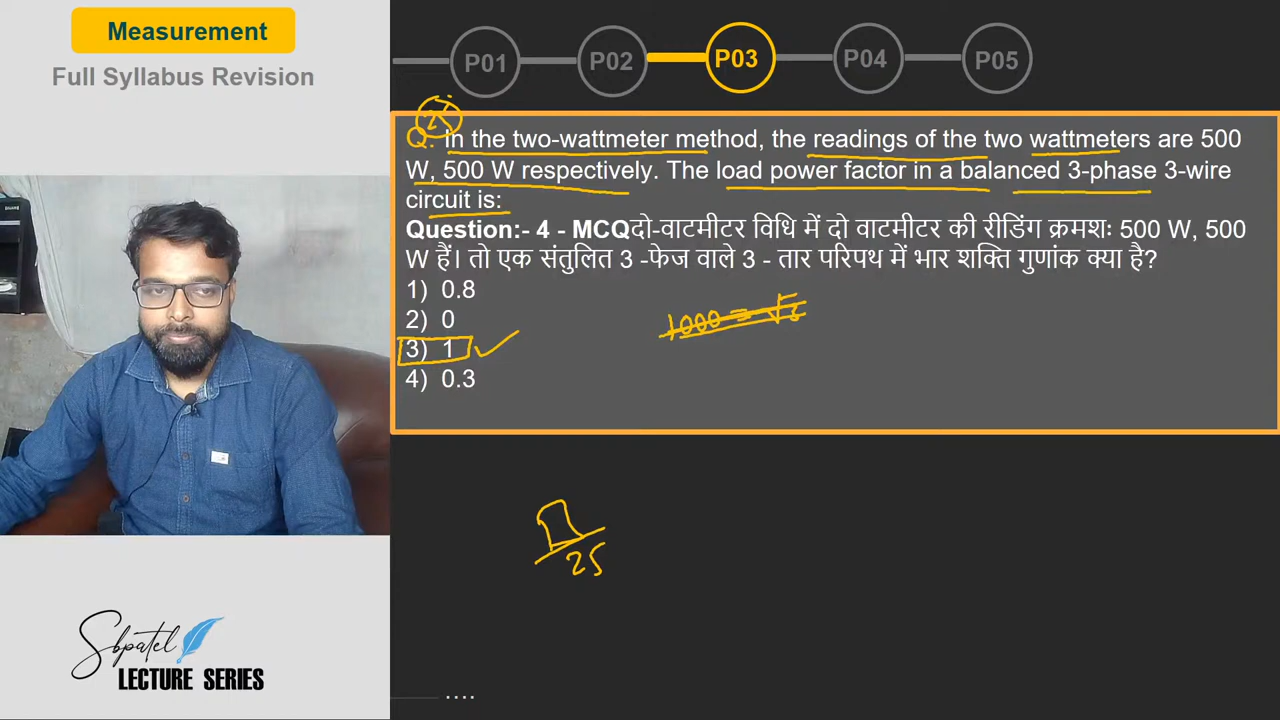 Measurement
Full Syllabus Revision
P01
P02
P03
P04
P05
25
Q. In the two-wattmeter method, the readings of the two wattmeters are 500
W, 500 W respectively. The load power factor in a balanced 3-phase 3-wire
circuit is:
Question:- 4 - MCQदो-वाटमीटर विधि में दो वाटमीटर की रीडिंग क्रमशः 500 W, 500
W हैं। तो एक संतुलित 3 -फेज वाले 3 - तार परिपथ में भार शक्ति गुणांक क्या है?
1) 0.8
2) 0
3) 1
4) 0.3
1000 = √3
25
Sbpatel
LECTURE SERIES
....